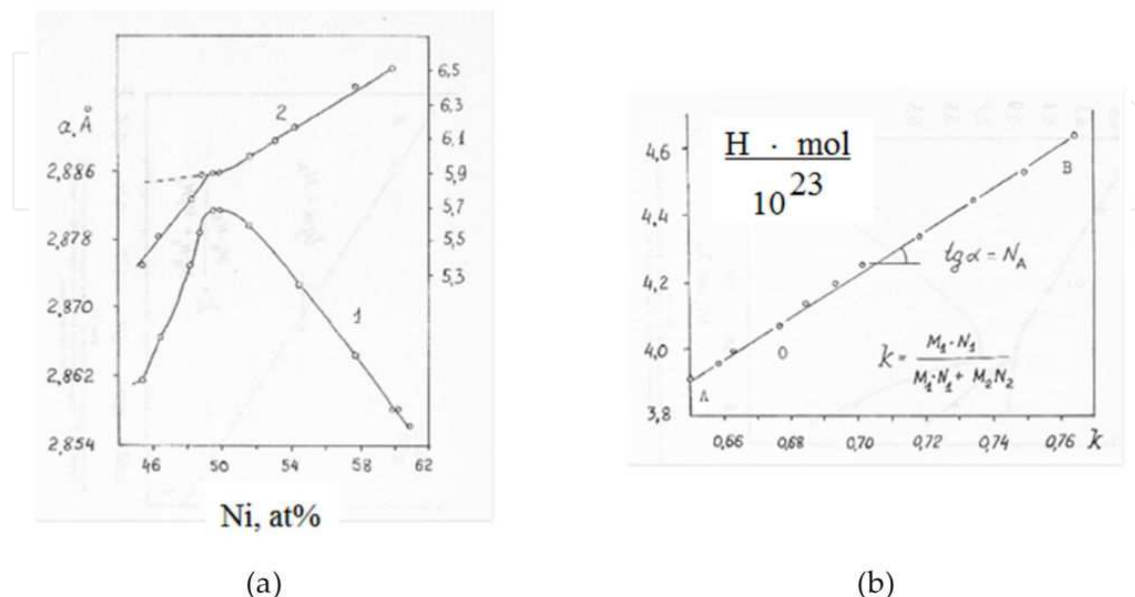 a, Å
2,886
2,878
2,870
2,862
2,854
6,5
6,3
6,1
5,9
5,7
5,5
5,3
2
1
46 50 54 58 62
Ni, at%
(a)
4,6
4,4
4,2
4,0
3,8
H · mol
10²³
B
tg α = N_A
O
k = M₁·N₁ / M₁·N₁ + M₂N₂
A
0,66 0,68 0,70 0,72 0,74 0,76 k
(b)